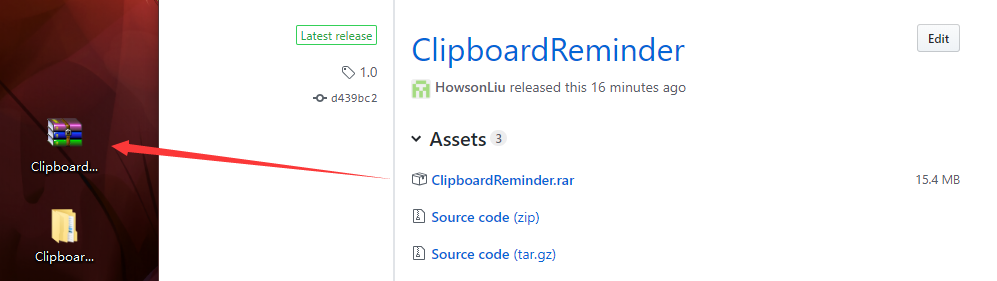 Clipboard...
Clipboar...
Latest release
1.0
d439bc2
ClipboardReminder
Edit
HowsonLiu released this 16 minutes ago
Assets 3
ClipboardReminder.rar 15.4 MB
Source code (zip)
Source code (tar.gz)